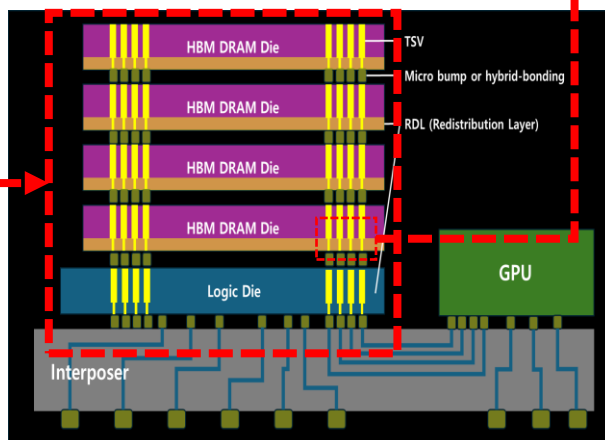 HBM DRAM Die
TSV
Micro bump or hybrid-bonding
HBM DRAM Die
RDL (Redistribution Layer)
HBM DRAM Die
HBM DRAM Die
GPU
Logic Die
Interposer